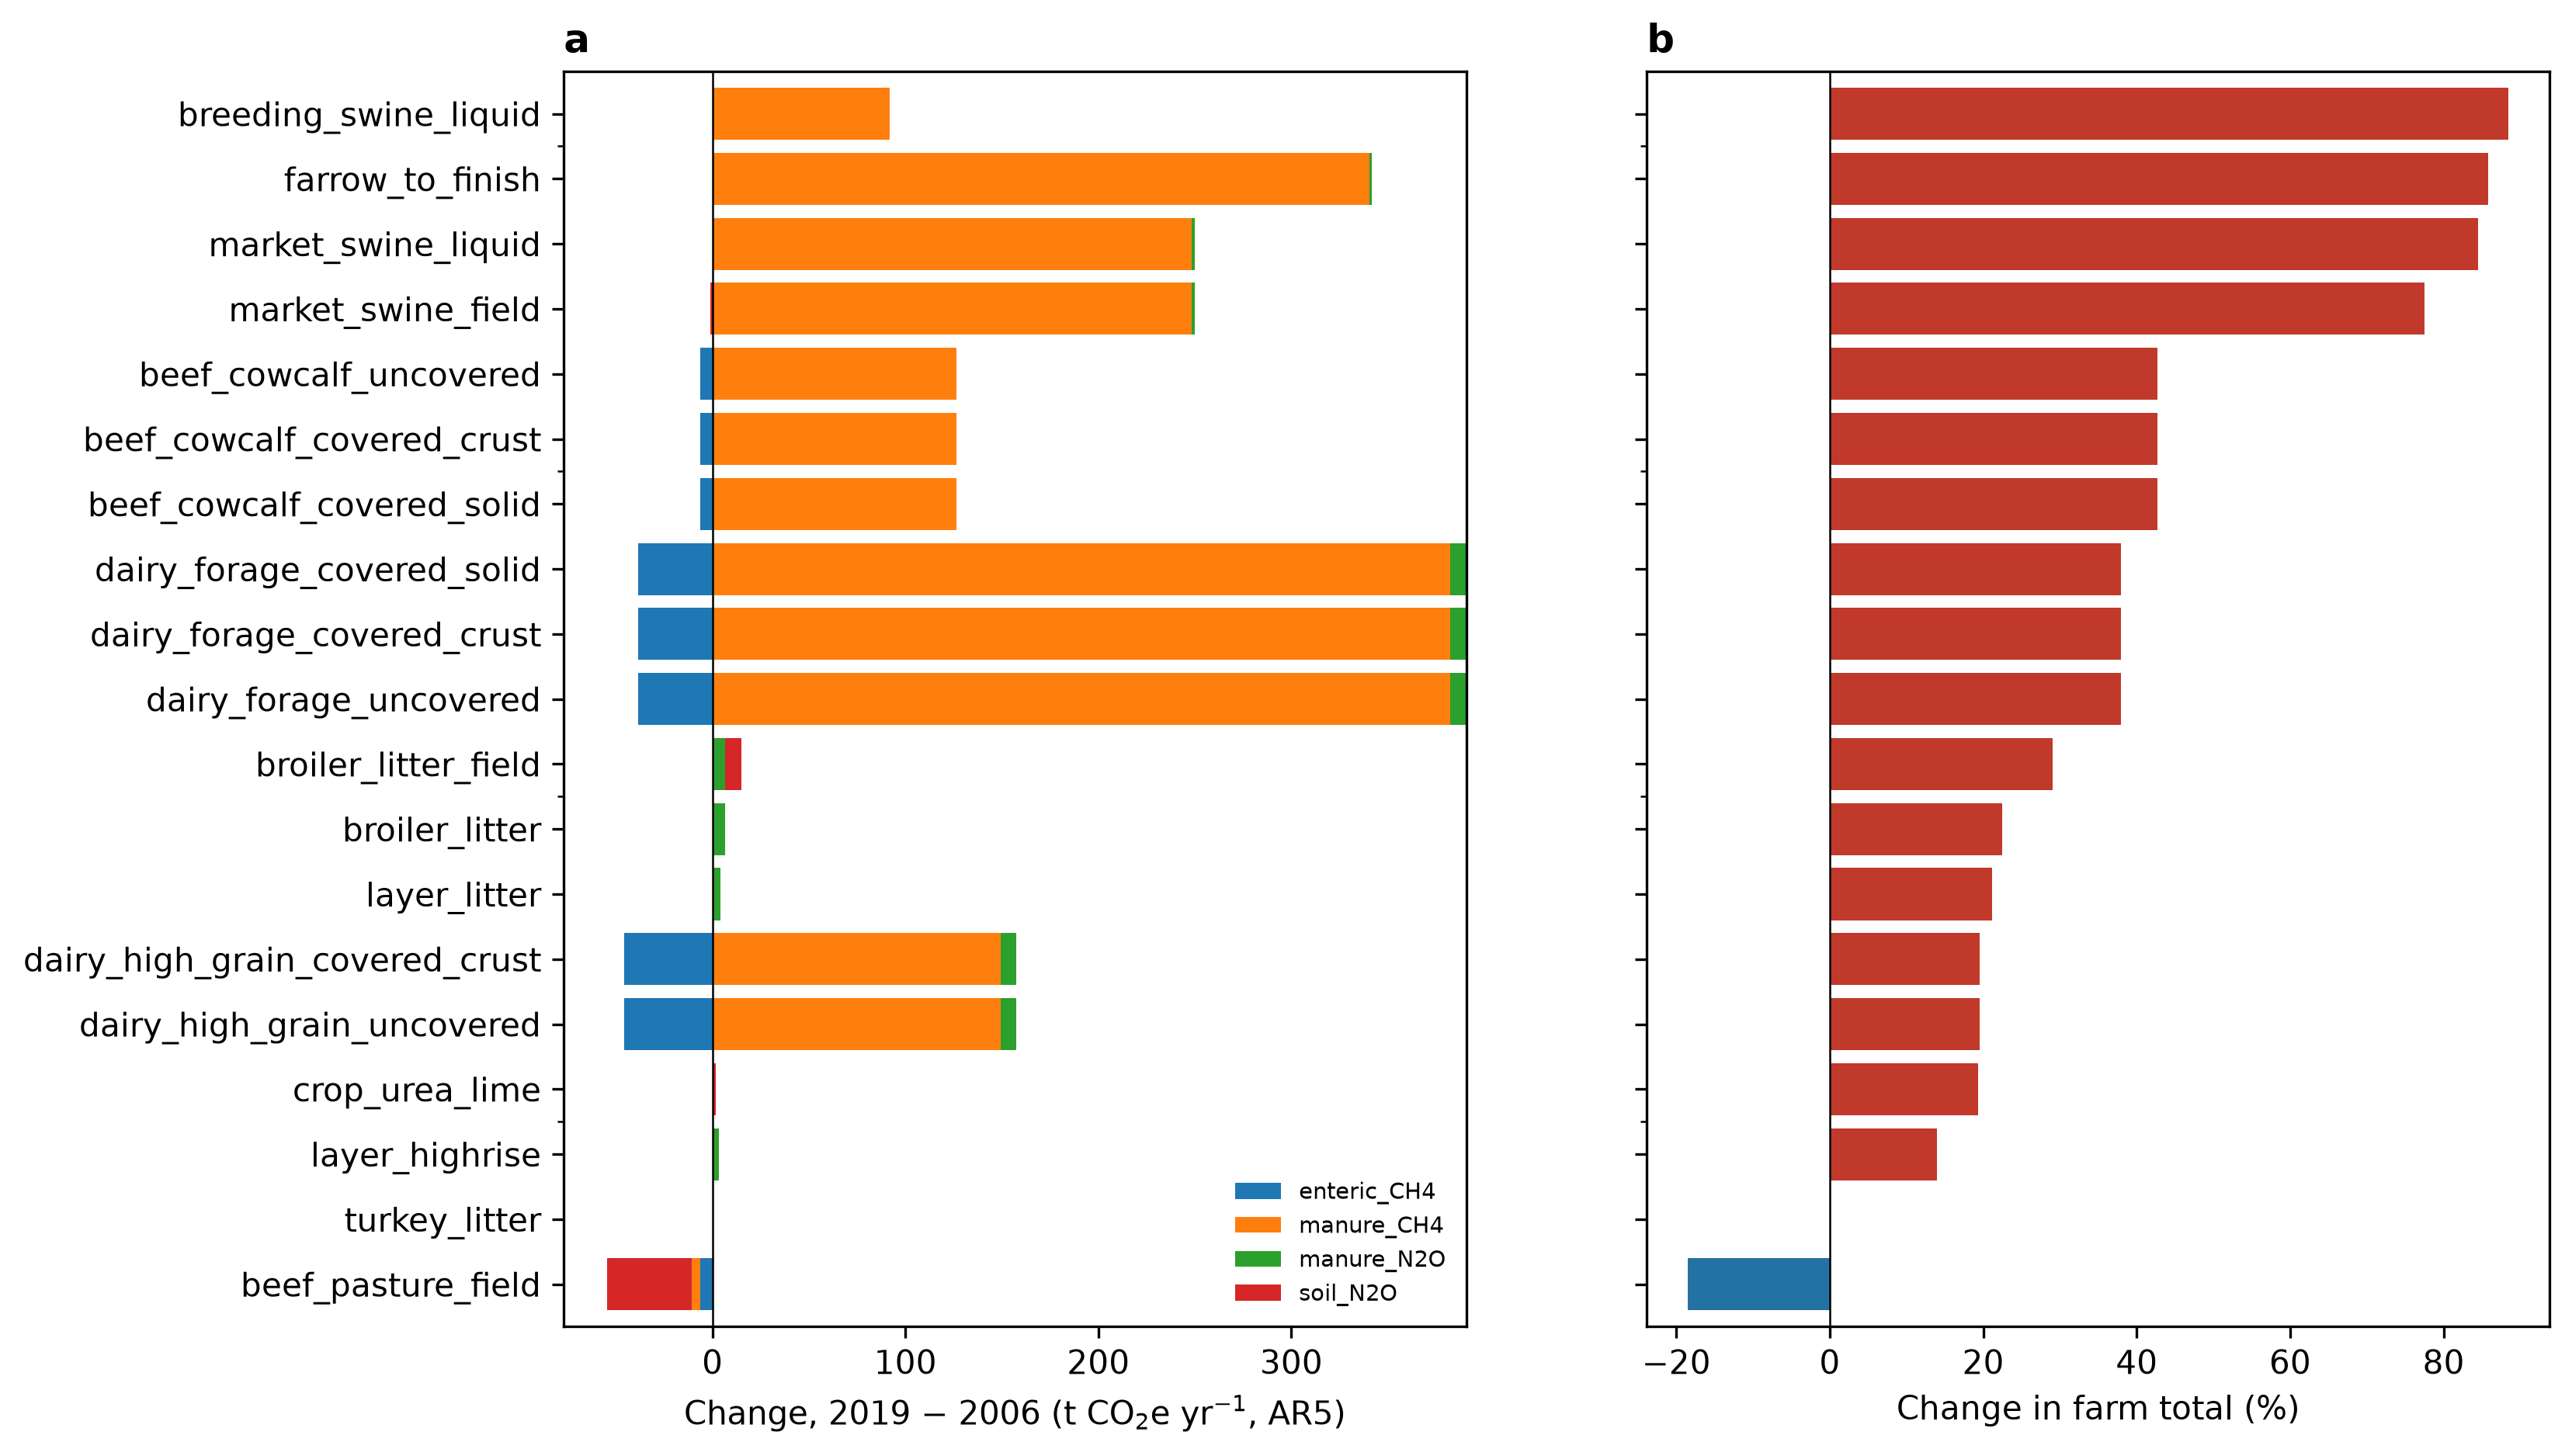 a
b
breeding_swine_liquid
farrow_to_finish
market_swine_liquid
market_swine_field
beef_cowcalf_uncovered
beef_cowcalf_covered_crust
beef_cowcalf_covered_solid
dairy_forage_covered_solid
dairy_forage_covered_crust
dairy_forage_uncovered
broiler_litter_field
broiler_litter
layer_litter
dairy_high_grain_covered_crust
dairy_high_grain_uncovered
crop_urea_lime
layer_highrise
turkey_litter
beef_pasture_field
enteric_CH4
manure_CH4
manure_N2O
soil_N2O
0 100 200 300
Change, 2019 − 2006 (t CO₂e yr⁻¹, AR5)
−20 0 20 40 60 80
Change in farm total (%)